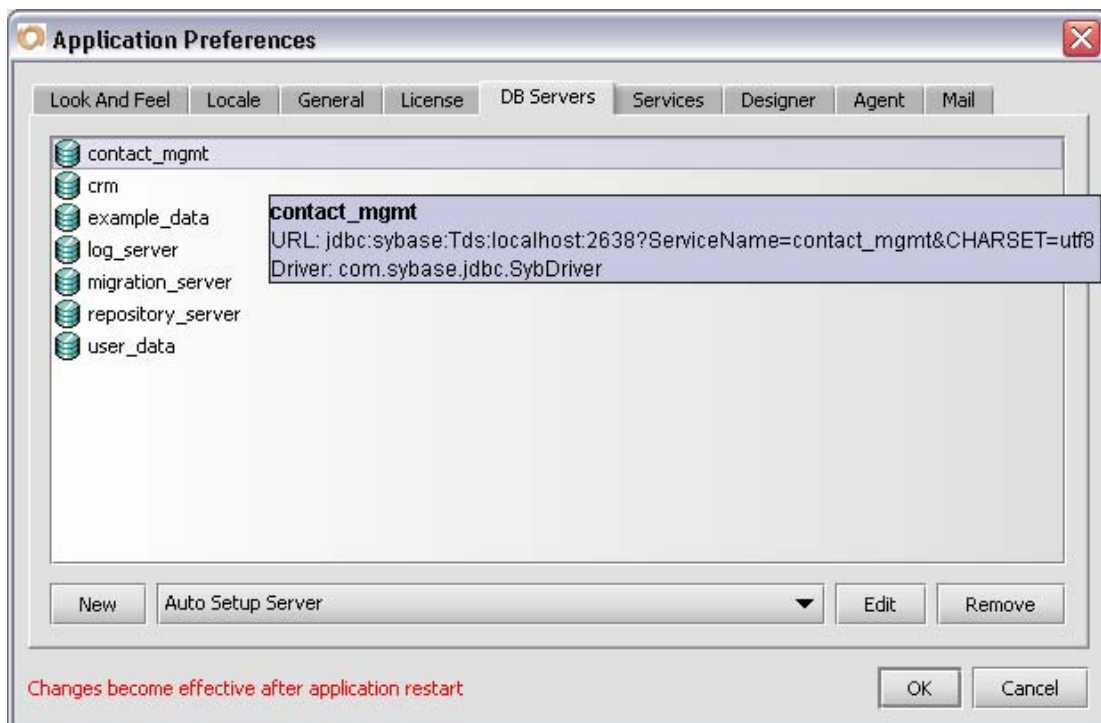 Application Preferences
Look And Feel Locale General License DB Servers Services Designer Agent Mail
contact_mgmt
crm
example_data
log_server
migration_server
repository_server
user_data
contact_mgmt
URL: jdbc:sybase:Tds:localhost:2638?ServiceName=contact_mgmt&CHARSET=utf8
Driver: com.sybase.jdbc.SybDriver
New Auto Setup Server Edit Remove
Changes become effective after application restart OK Cancel